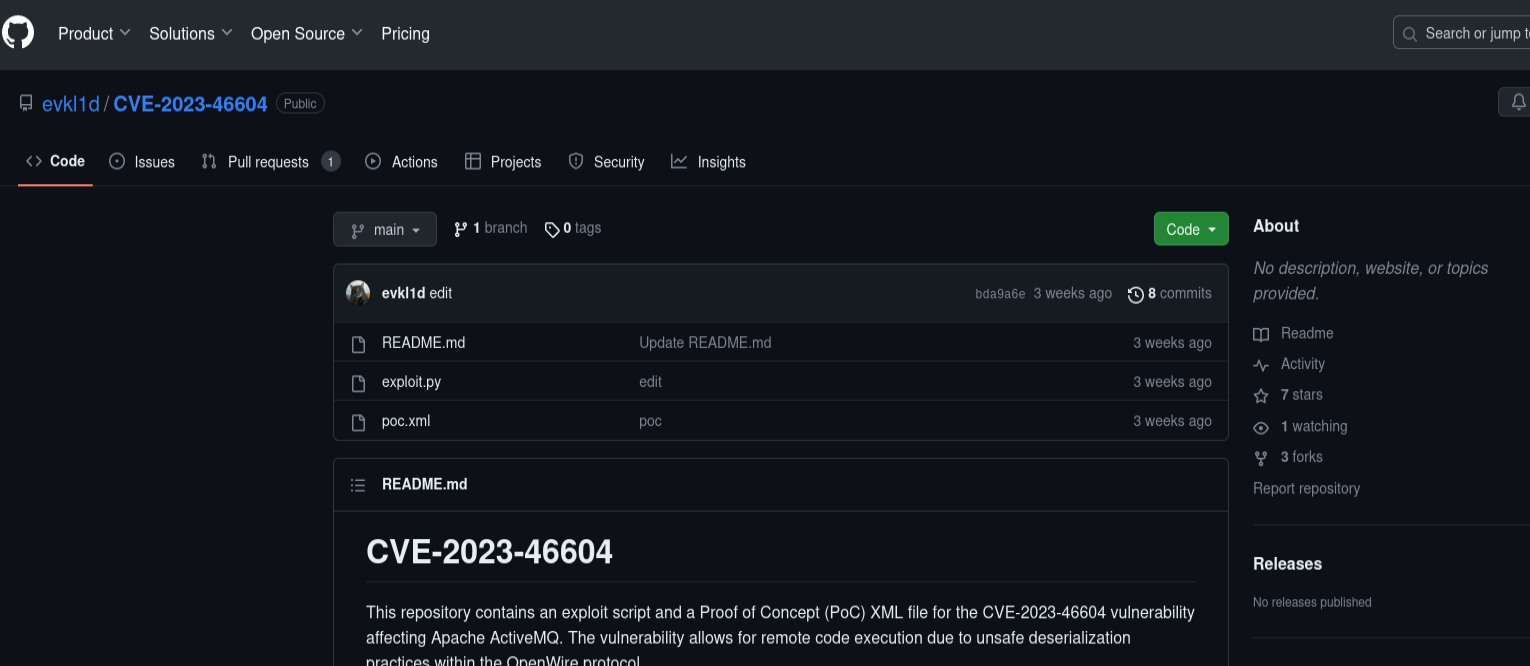 Product Solutions Open Source Pricing Search or jump t
evkl1d / CVE-2023-46604 Public
Code Issues Pull requests 1 Actions Projects Security Insights
main 1 branch 0 tags Code
evkl1d edit bda9a6e 3 weeks ago 8 commits
README.md Update README.md 3 weeks ago
exploit.py edit 3 weeks ago
poc.xml poc 3 weeks ago
README.md
CVE-2023-46604
This repository contains an exploit script and a Proof of Concept (PoC) XML file for the CVE-2023-46604 vulnerability
affecting Apache ActiveMQ. The vulnerability allows for remote code execution due to unsafe deserialization
practices within the OpenWire protocol.
About
No description, website, or topics
provided.
Readme
Activity
7 stars
1 watching
3 forks
Report repository
Releases
No releases published